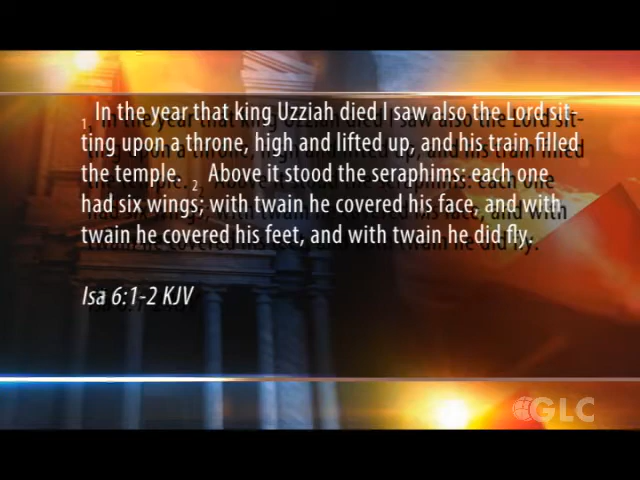 1 In the year that king Uzziah died I saw also the Lord sit-
ting upon a throne, high and lifted up, and his train filled
the temple. 2 Above it stood the seraphims: each one
had six wings; with twain he covered his face, and with
twain he covered his feet, and with twain he did fly.
Isa 6:1-2 KJV
GLC